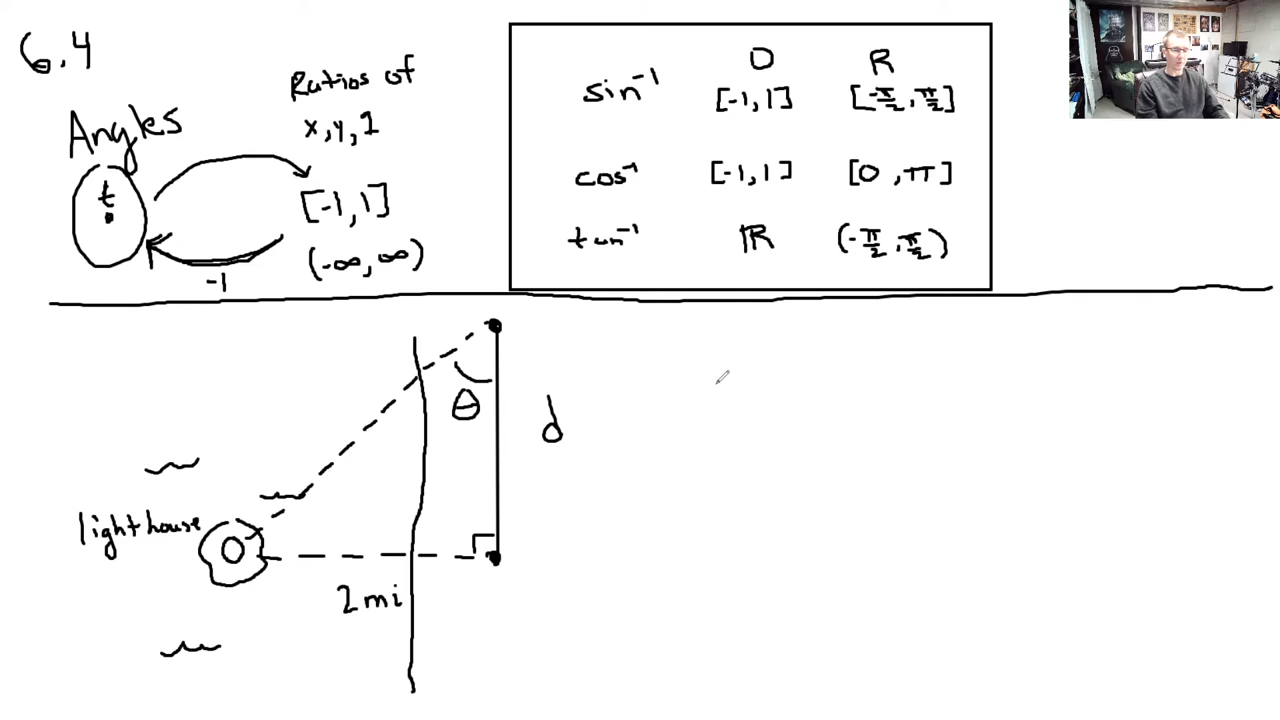 6.4
Angles
t
Ratios of
x, y, 1
[-1, 1]
(-∞, ∞)
-1
D R
sin⁻¹ [-1, 1] [-π/2, π/2]
cos⁻¹ [-1, 1] [0, π]
tan⁻¹ ℝ (-π/2, π/2)
θ
d
lighthouse
2 mi